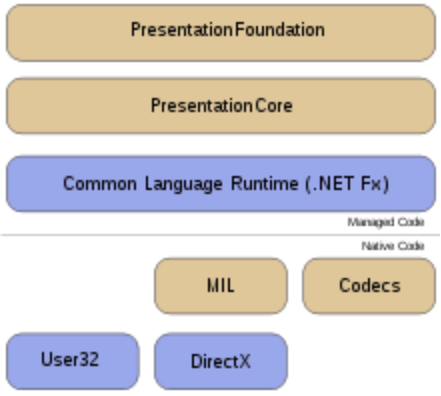 PresentationFoundation
PresentationCore
Common Language Runtime (.NET Fx)
Managed Code
Native Code
MIL
Codecs
User32
DirectX